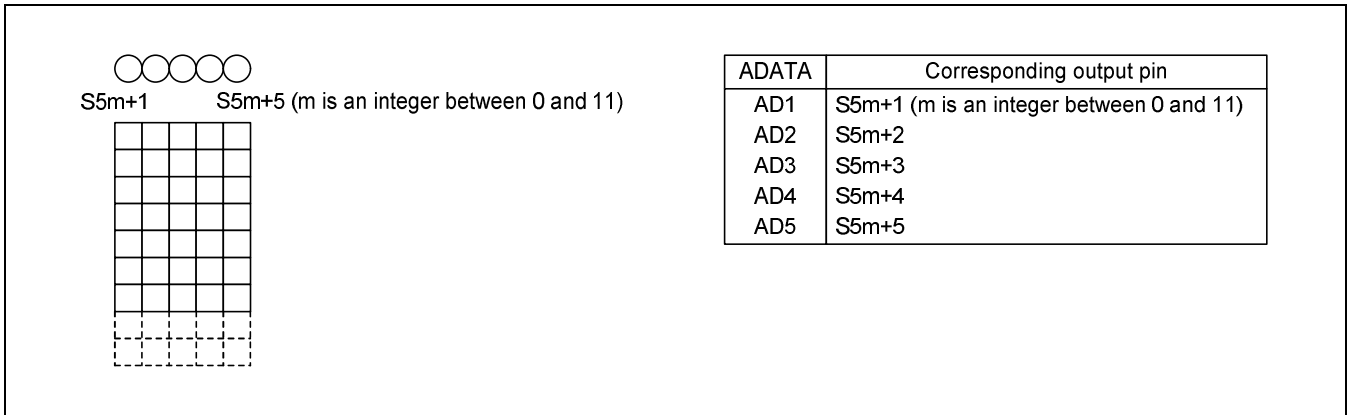 S5m+1 S5m+5 (m is an integer between 0 and 11)
ADATA Corresponding output pin
AD1 S5m+1 (m is an integer between 0 and 11)
AD2 S5m+2
AD3 S5m+3
AD4 S5m+4
AD5 S5m+5